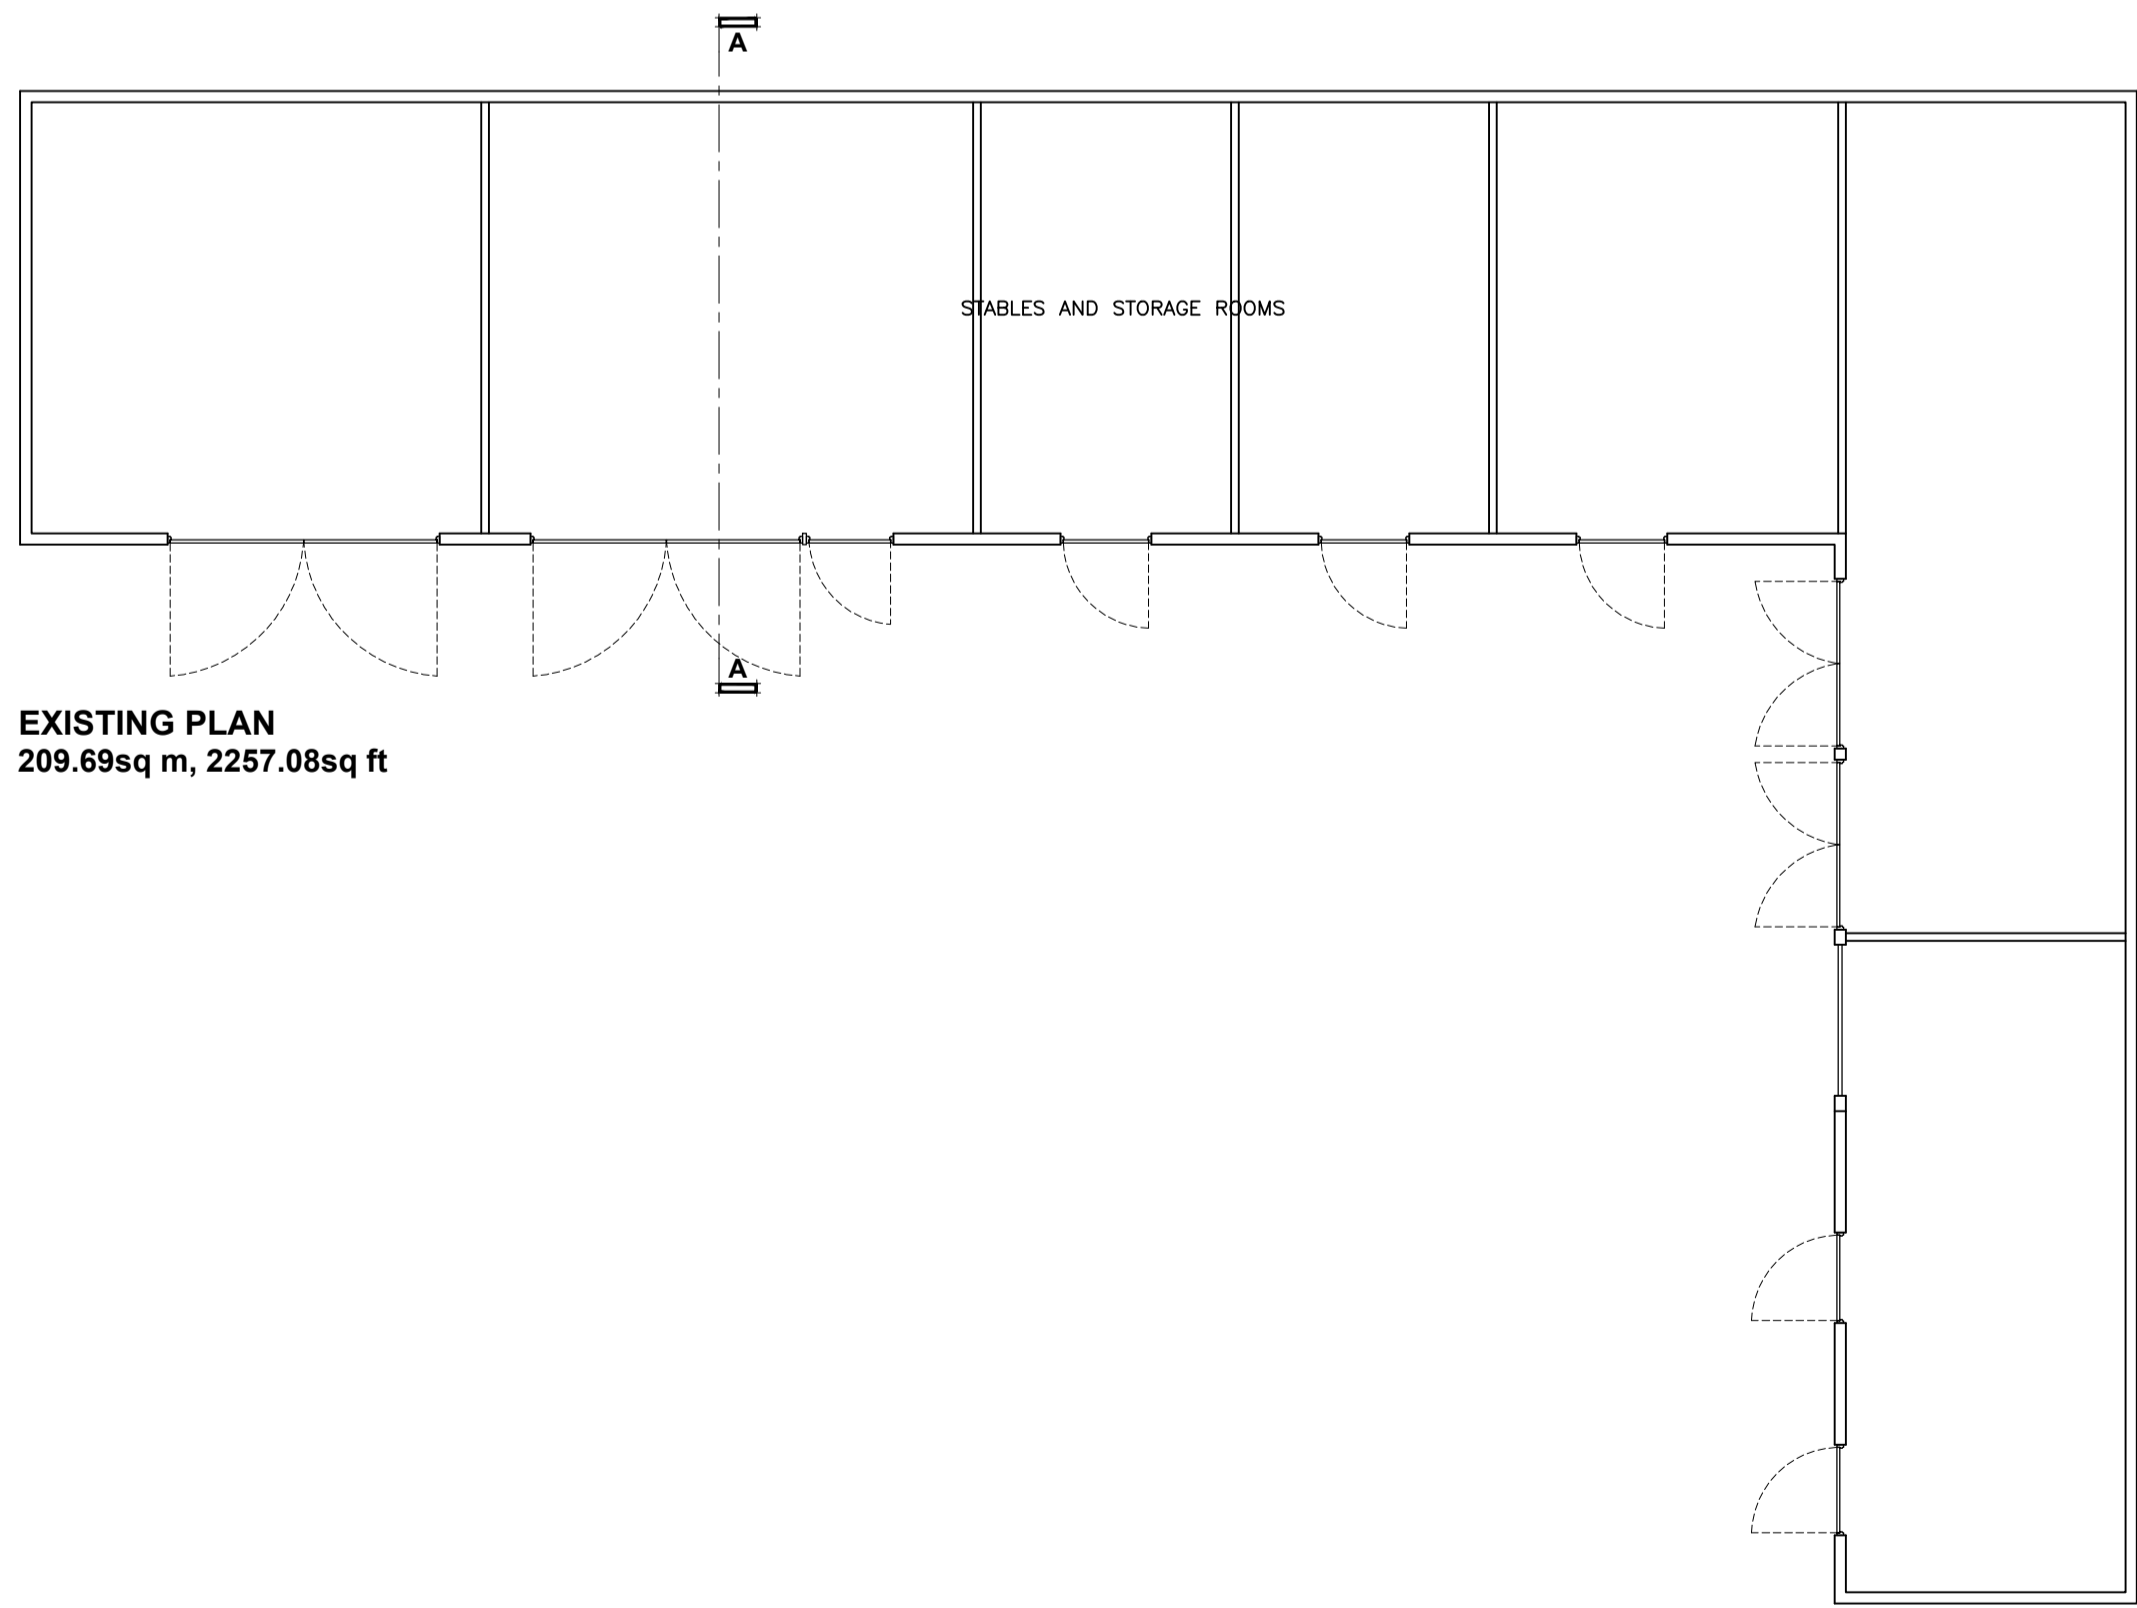 A
STABLES AND STORAGE ROOMS
A
EXISTING PLAN
209.69sq m, 2257.08sq ft